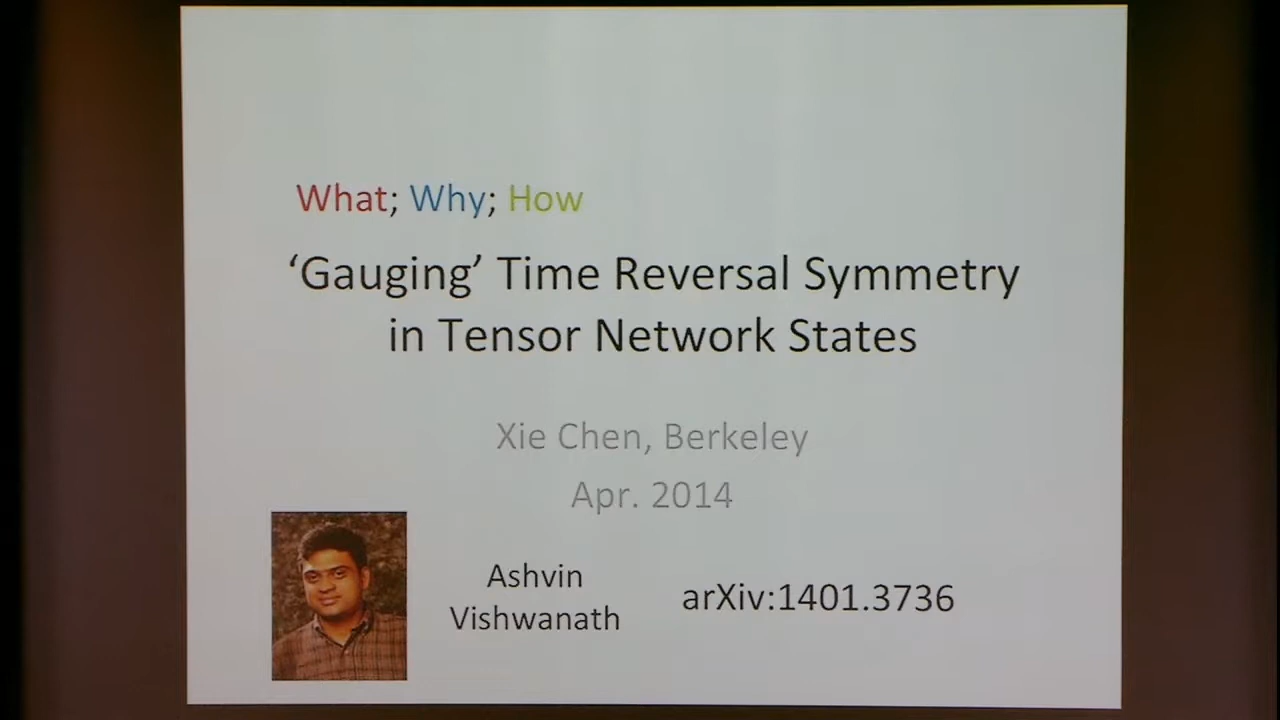 What; Why; How
‘Gauging’ Time Reversal Symmetry
in Tensor Network States
Xie Chen, Berkeley
Apr. 2014
Ashvin
Vishwanath
arXiv:1401.3736